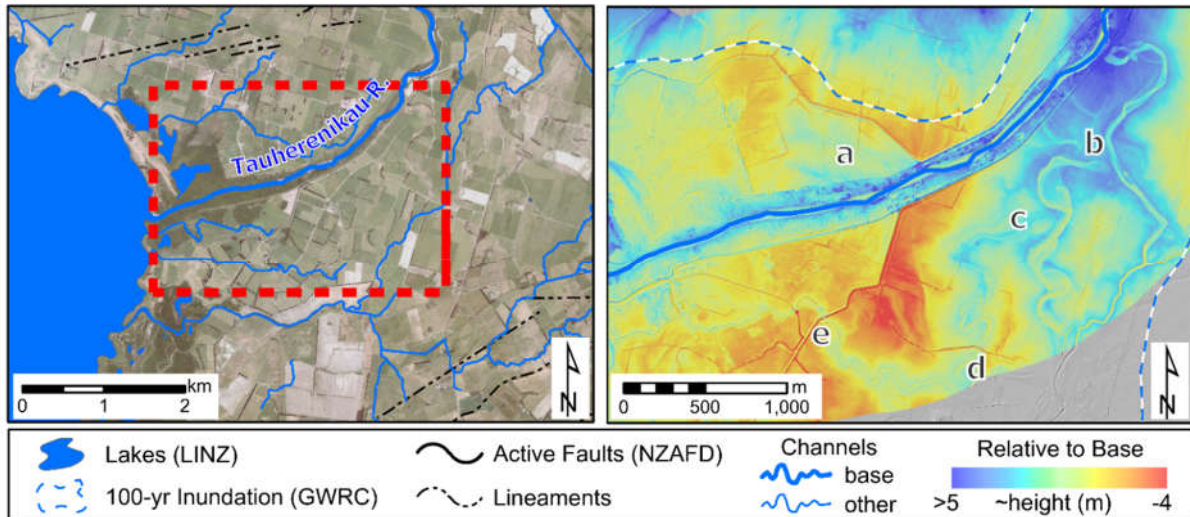 Tauherenikau R.
km
0 1 2
N
a
b
c
d
e
m
0 500 1,000
N
Lakes (LINZ)
100-yr Inundation (GWRC)
Active Faults (NZAFD)
Lineaments
Channels
base
other
Relative to Base
>5 ~height (m) -4